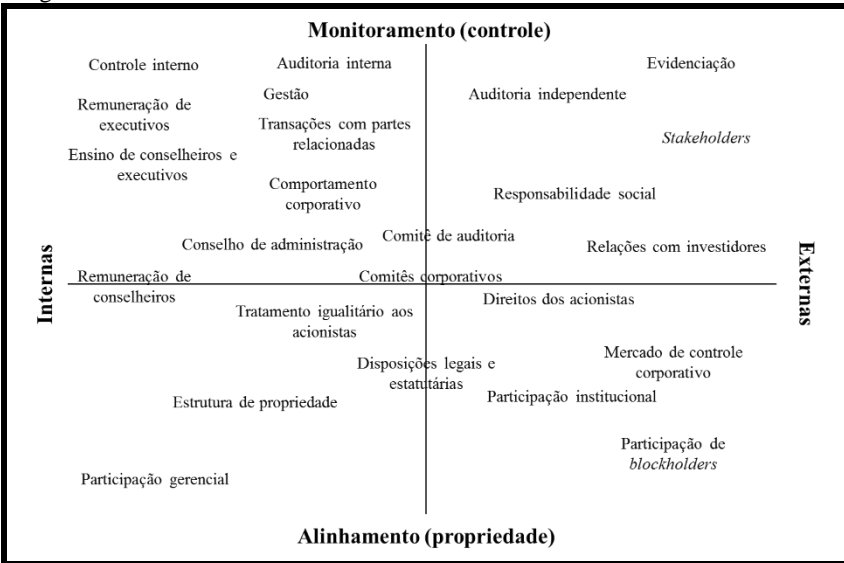 Monitoramento (controle)
Controle interno
Auditoria interna
Evidenciação
Remuneração de
executivos
Gestão
Auditoria independente
Transações com partes
relacionadas
Stakeholders
Ensino de conselheiros e
executivos
Comportamento
corporativo
Responsabilidade social
Conselho de administração
Comitê de auditoria
Relações com investidores
Internas
Externas
Remuneração de
conselheiros
Comitês corporativos
Direitos dos acionistas
Tratamento igualitário aos
acionistas
Disposições legais e
estatutárias
Mercado de controle
corporativo
Estrutura de propriedade
Participação institucional
Participação de
blockholders
Participação gerencial
Alinhamento (propriedade)